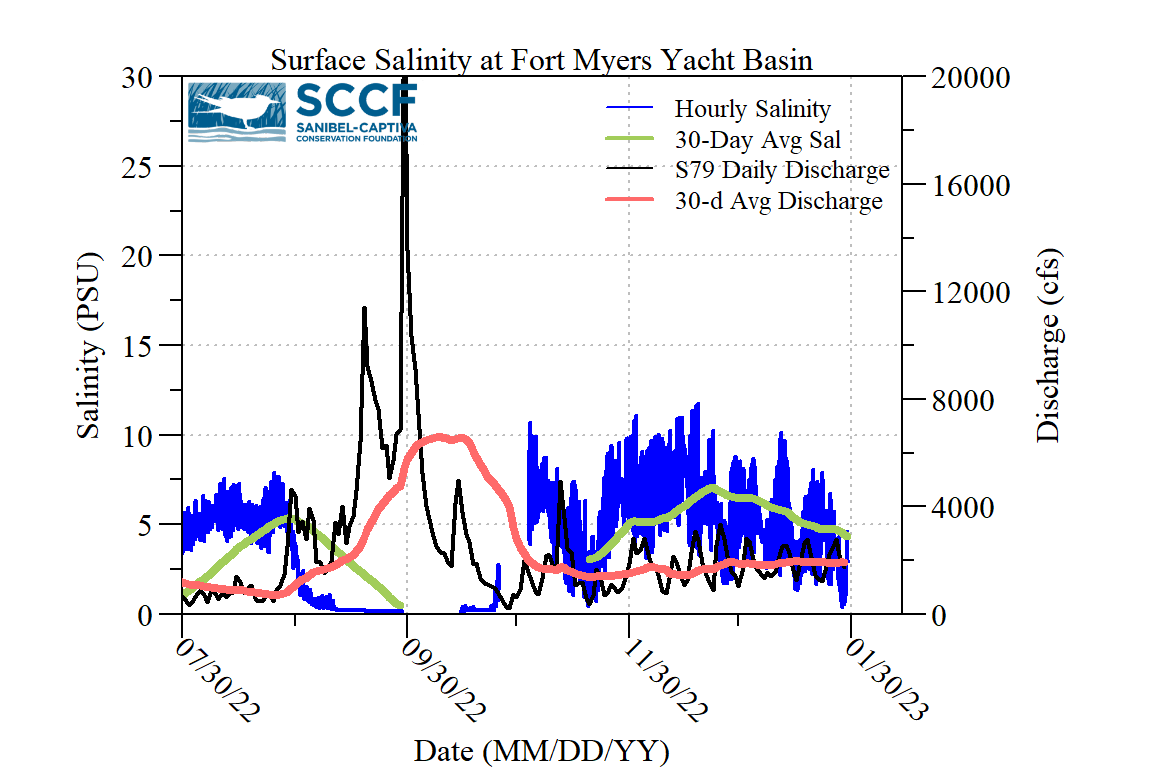 Surface Salinity at Fort Myers Yacht Basin
SCCF
SANIBEL-CAPTIVA
CONSERVATION FOUNDATION
Hourly Salinity
30-Day Avg Sal
S79 Daily Discharge
30-d Avg Discharge
30
25
20
15
10
5
0
Salinity (PSU)
20000
16000
12000
8000
4000
0
Discharge (cfs)
07/30/22
09/30/22
11/30/22
01/30/23
Date (MM/DD/YY)